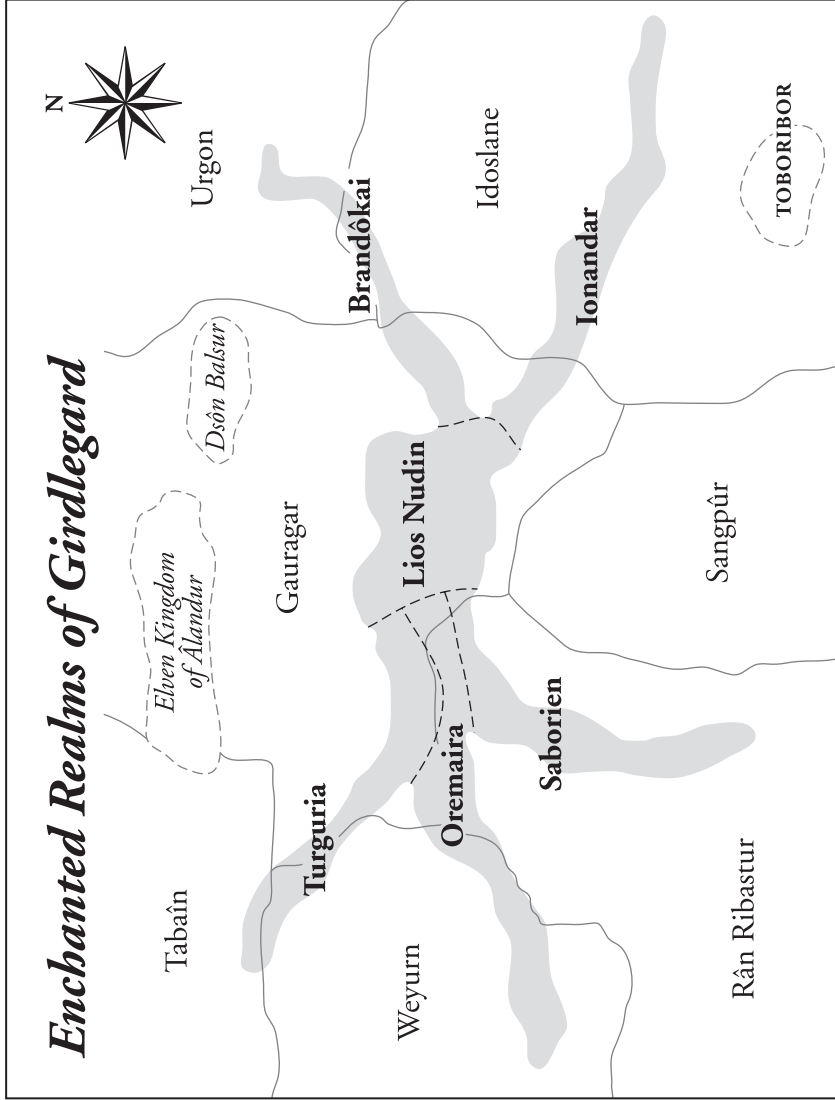 Enchanted Realms of Girdlegard
N
Elven Kingdom
of Âlandur
Dsôn Balsur
Urgon
Tabaîn
Gauragar
Turguria
Brandôkai
Lios Nudin
Idoslane
Weyurn
Oremaira
Saborien
Ionandar
Rân Ribastur
Sangpûr
TOBORIBOR